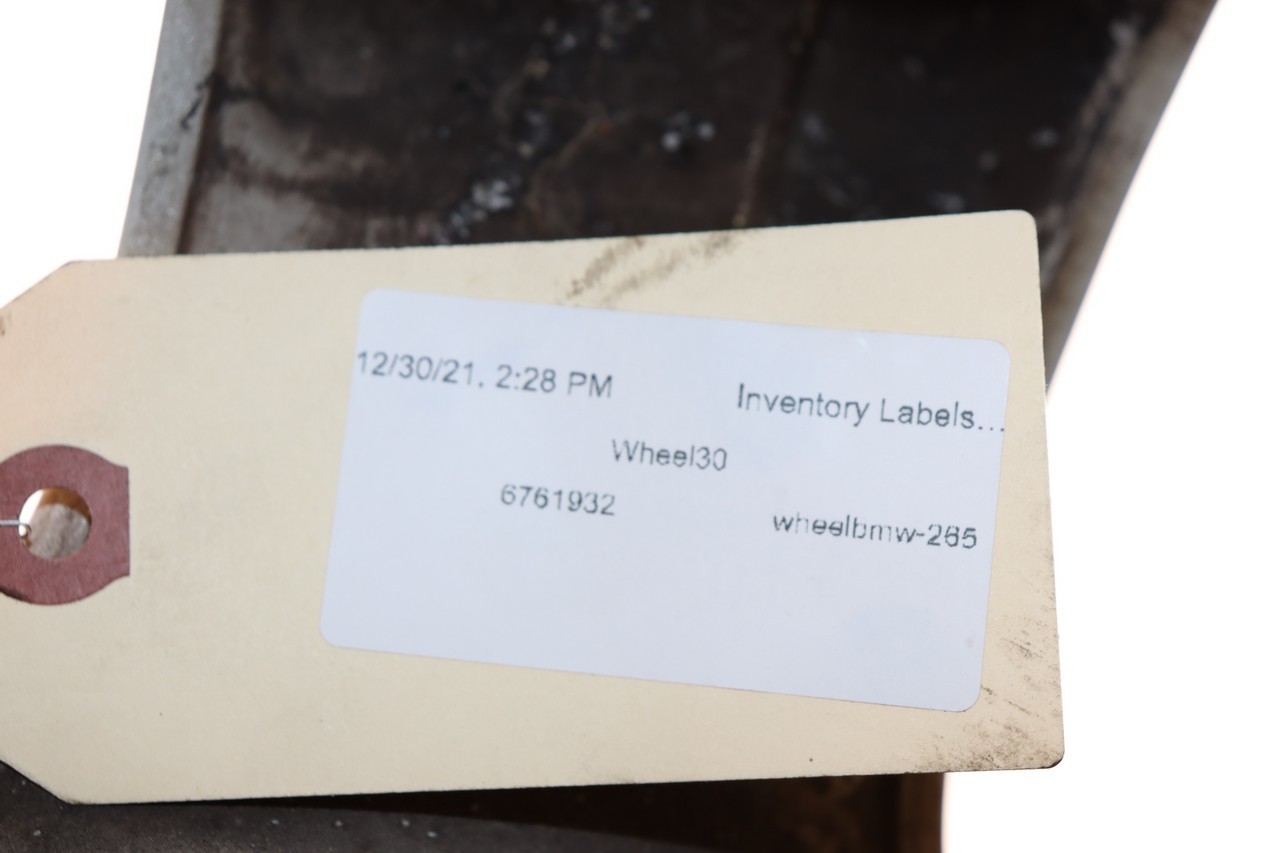 12/30/21, 2:28 PM Inventory Labels...
Wheel30
6761932 wheelbmw-265